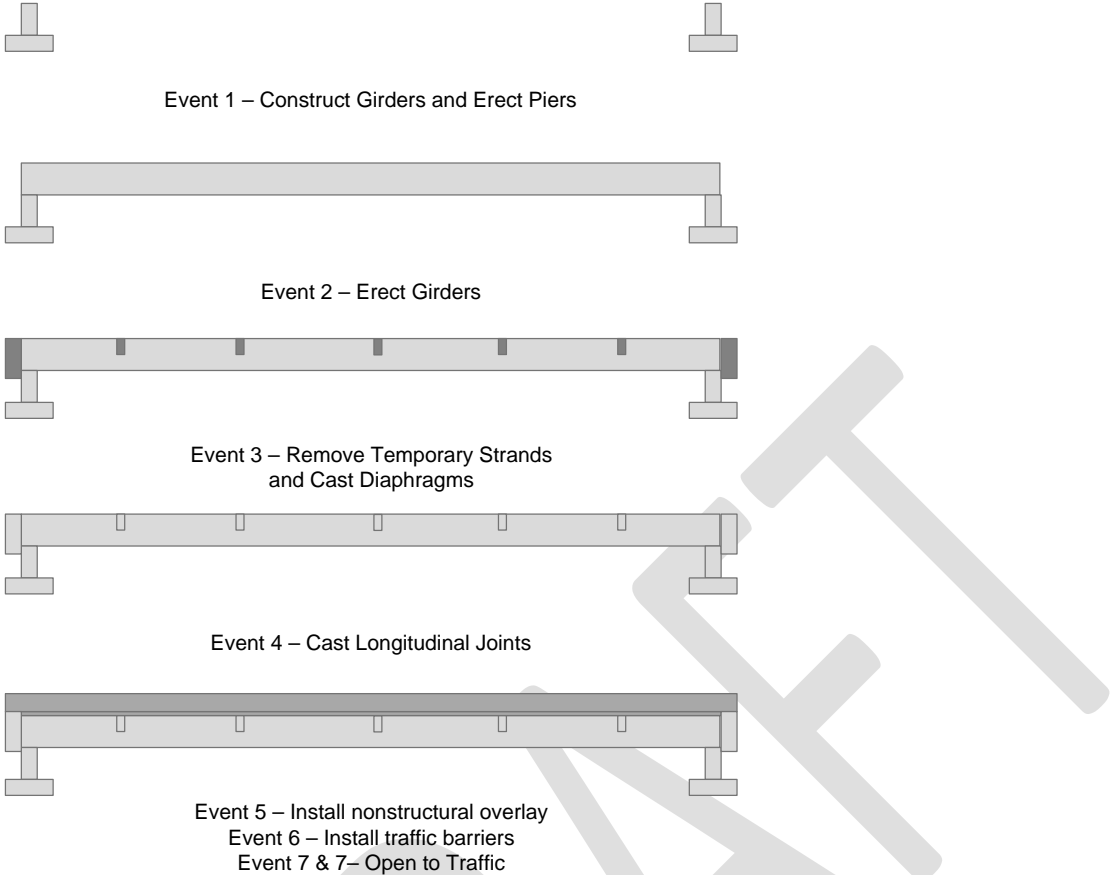 Event 1 – Construct Girders and Erect Piers
Event 2 – Erect Girders
Event 3 – Remove Temporary Strands
and Cast Diaphragms
Event 4 – Cast Longitudinal Joints
Event 5 – Install nonstructural overlay
Event 6 – Install traffic barriers
Event 7 & 7– Open to Traffic
AFT